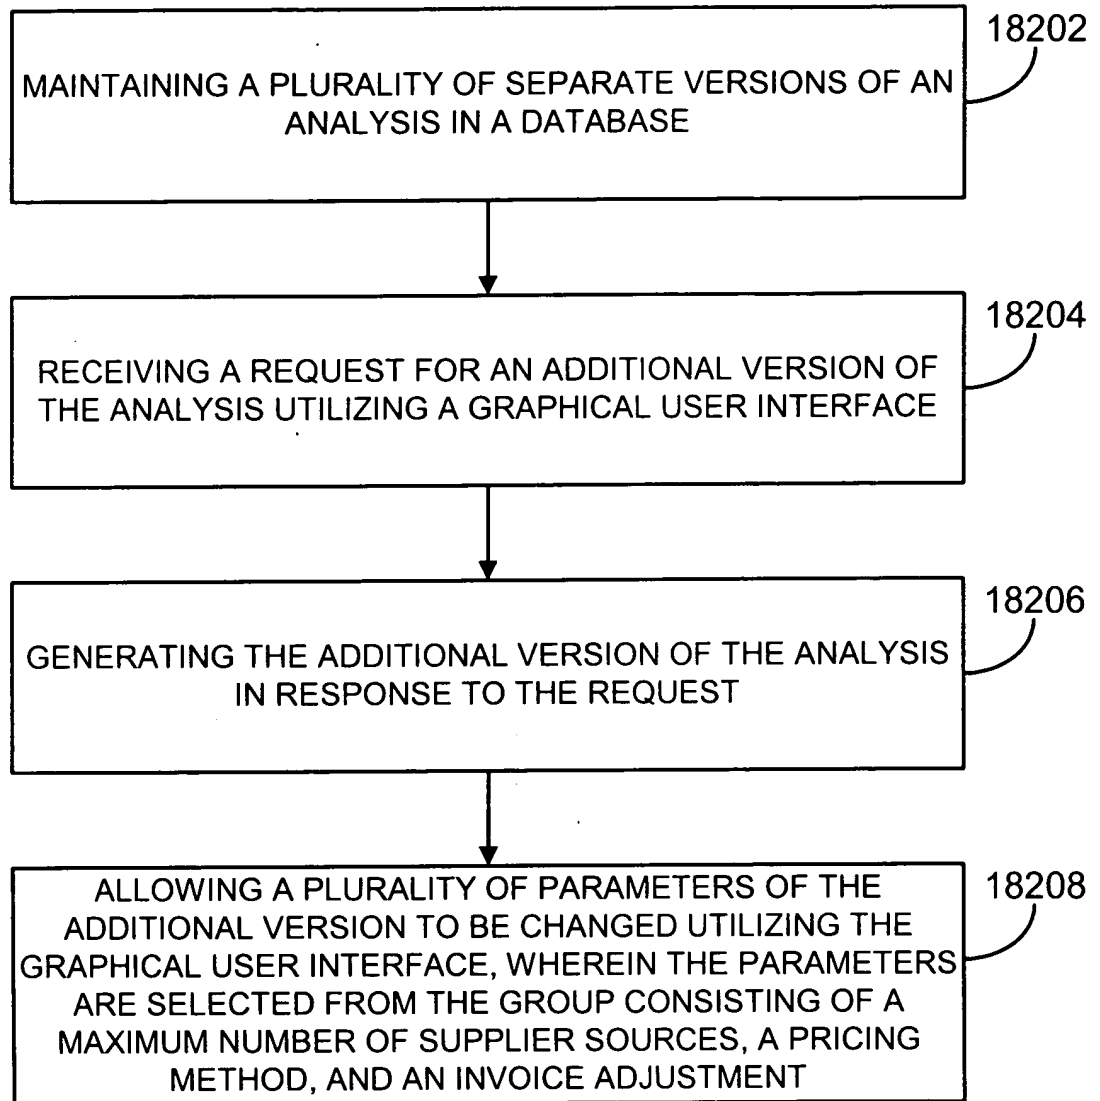 18202
MAINTAINING A PLURALITY OF SEPARATE VERSIONS OF AN
ANALYSIS IN A DATABASE
18204
RECEIVING A REQUEST FOR AN ADDITIONAL VERSION OF
THE ANALYSIS UTILIZING A GRAPHICAL USER INTERFACE
18206
GENERATING THE ADDITIONAL VERSION OF THE ANALYSIS
IN RESPONSE TO THE REQUEST
18208
ALLOWING A PLURALITY OF PARAMETERS OF THE
ADDITIONAL VERSION TO BE CHANGED UTILIZING THE
GRAPHICAL USER INTERFACE, WHEREIN THE PARAMETERS
ARE SELECTED FROM THE GROUP CONSISTING OF A
MAXIMUM NUMBER OF SUPPLIER SOURCES, A PRICING
METHOD, AND AN INVOICE ADJUSTMENT